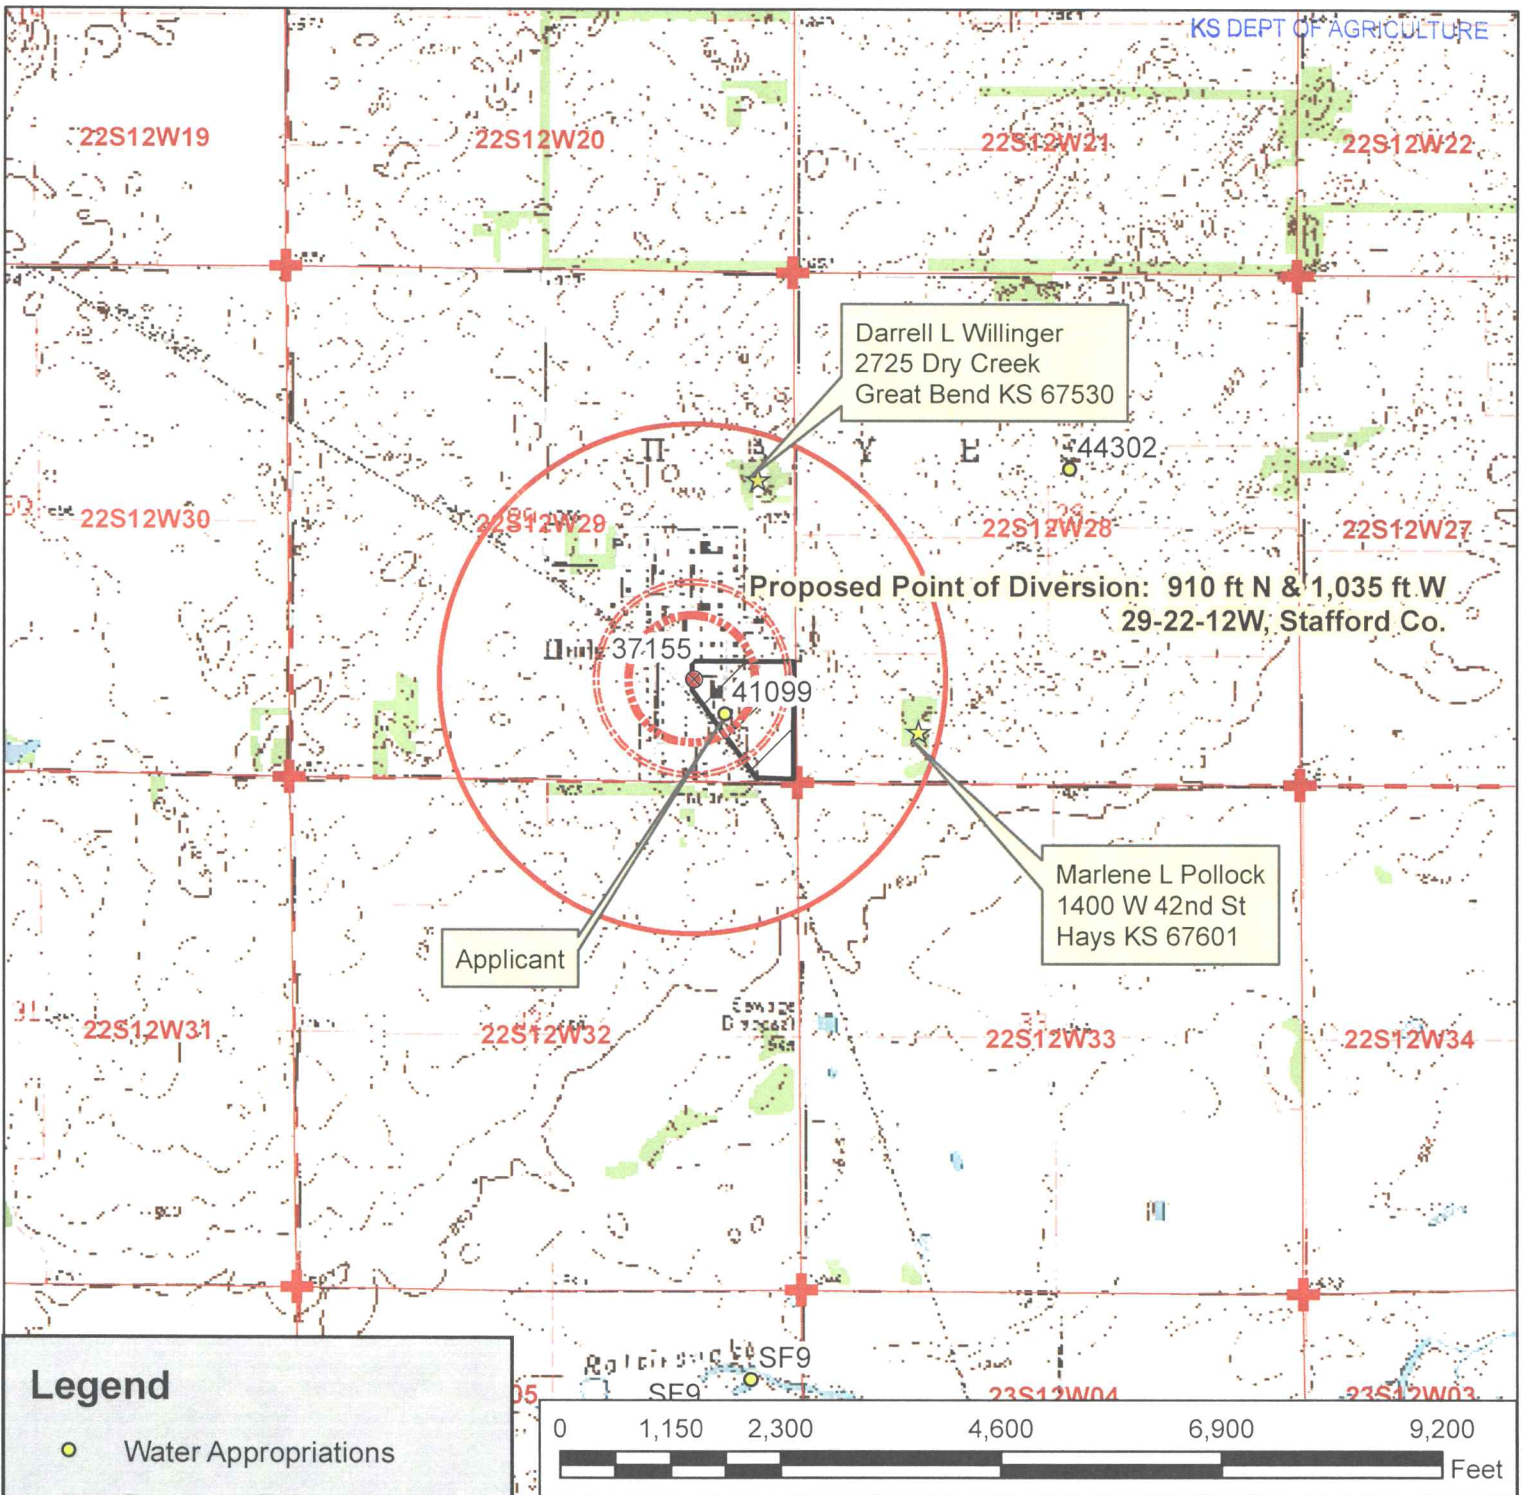 KS DEPT OF AGRICULTURE
22S12W19
22S12W20
22S12W21
22S12W22
Darrell L Willinger
2725 Dry Creek
Great Bend KS 67530
44302
22S12W30
22S12W29
22S12W28
22S12W27
Proposed Point of Diversion: 910 ft N & 1,035 ft W
29-22-12W, Stafford Co.
37155
41099
Marlene L Pollock
1400 W 42nd St
Hays KS 67601
Applicant
22S12W31
22S12W32
22S12W33
22S12W34
SF9
SF9
23S12W04
23S12W03
Legend
Water Appropriations
0 1,150 2,300 4,600 6,900 9,200
Feet